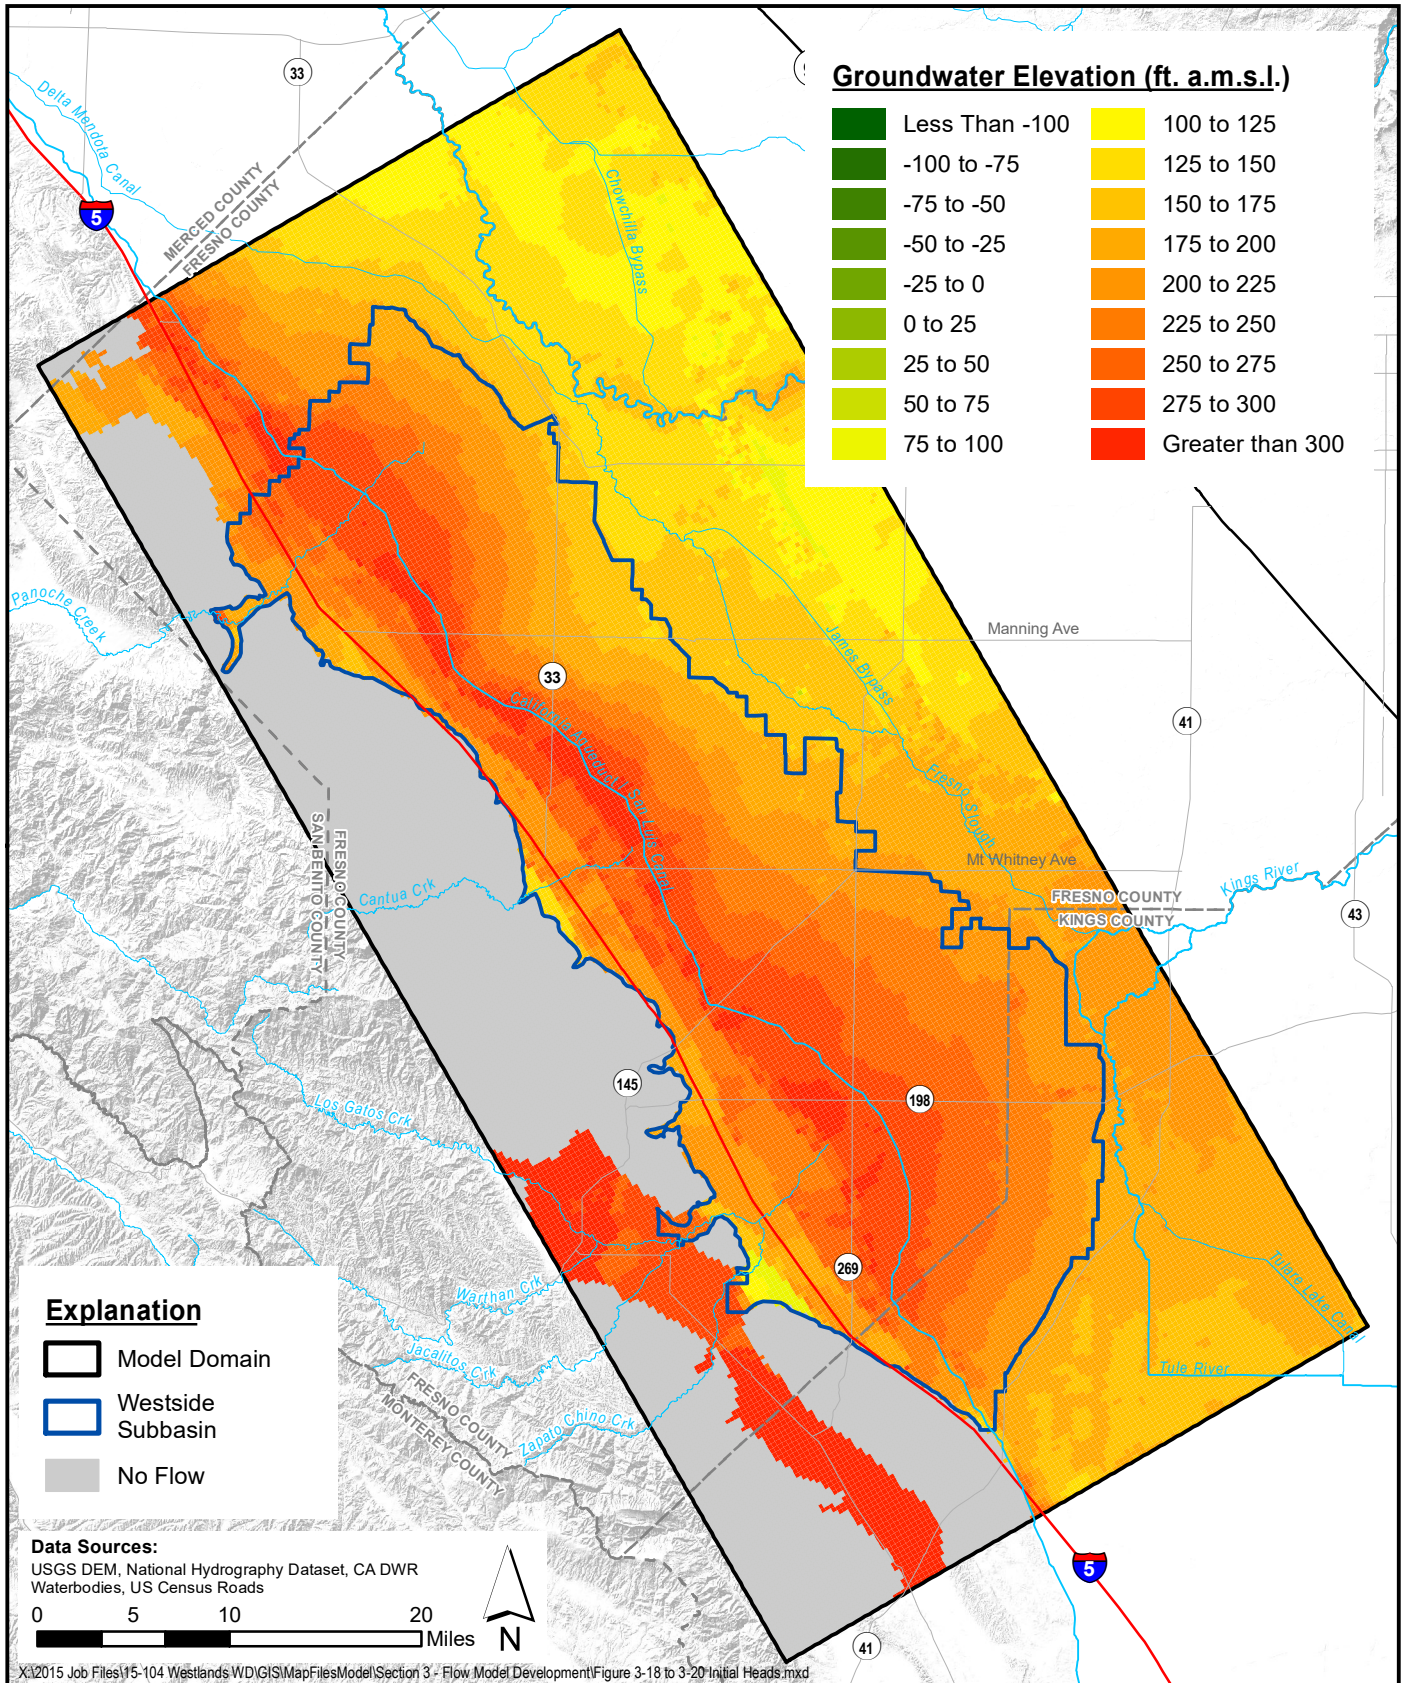 Groundwater Elevation (ft. a.m.s.l.)
Less Than -100
-100 to -75
-75 to -50
-50 to -25
-25 to 0
0 to 25
25 to 50
50 to 75
75 to 100
100 to 125
125 to 150
150 to 175
175 to 200
200 to 225
225 to 250
250 to 275
275 to 300
Greater than 300
33
Delta Mendota Canal
5
MERCED COUNTY
FRESNO COUNTY
Chowchilla Bypass
Panoche Creek
Manning Ave
James Bypass
33
California Aqueduct / San Luis Canal
41
Fresno Slough
SAN BENITO COUNTY
FRESNO COUNTY
Mt Whitney Ave
Cantua Crk
Kings River
FRESNO COUNTY
KINGS COUNTY
43
145
198
Los Gatos Crk
269
Warthan Crk
Tulare Lake Canal
Jacalitos Crk
Tule River
FRESNO COUNTY
MONTEREY COUNTY
Zapato Chino Crk
5
41
Explanation
Model Domain
Westside
Subbasin
No Flow
Data Sources:
USGS DEM, National Hydrography Dataset, CA DWR
Waterbodies, US Census Roads
0 5 10 20
Miles
N
X:\2015 Job Files\15-104 Westlands WD\GIS\MapFilesModel\Section 3 - Flow Model Development\Figure 3-18 to 3-20 Initial Heads.mxd